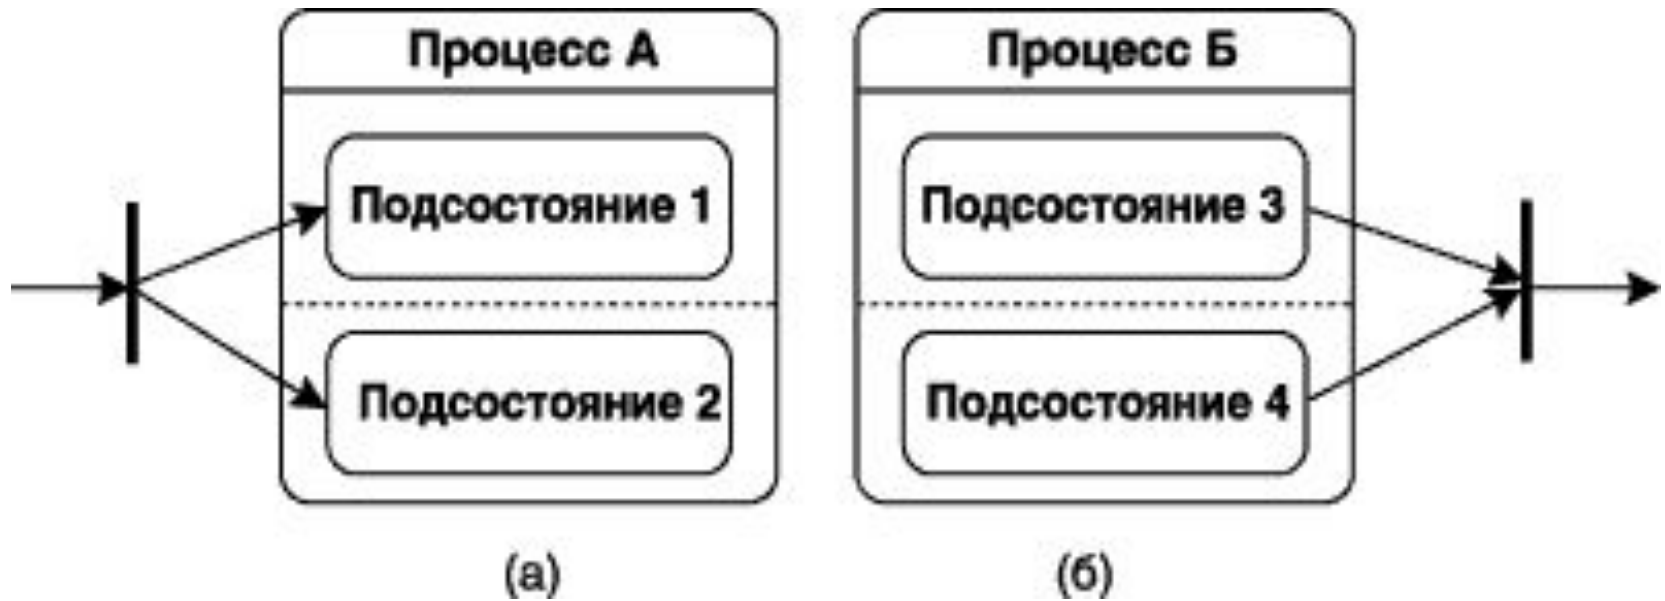 Процесс А
Процесс Б
Подсостояние 1
Подсостояние 3
Подсостояние 2
Подсостояние 4
(а)
(б)